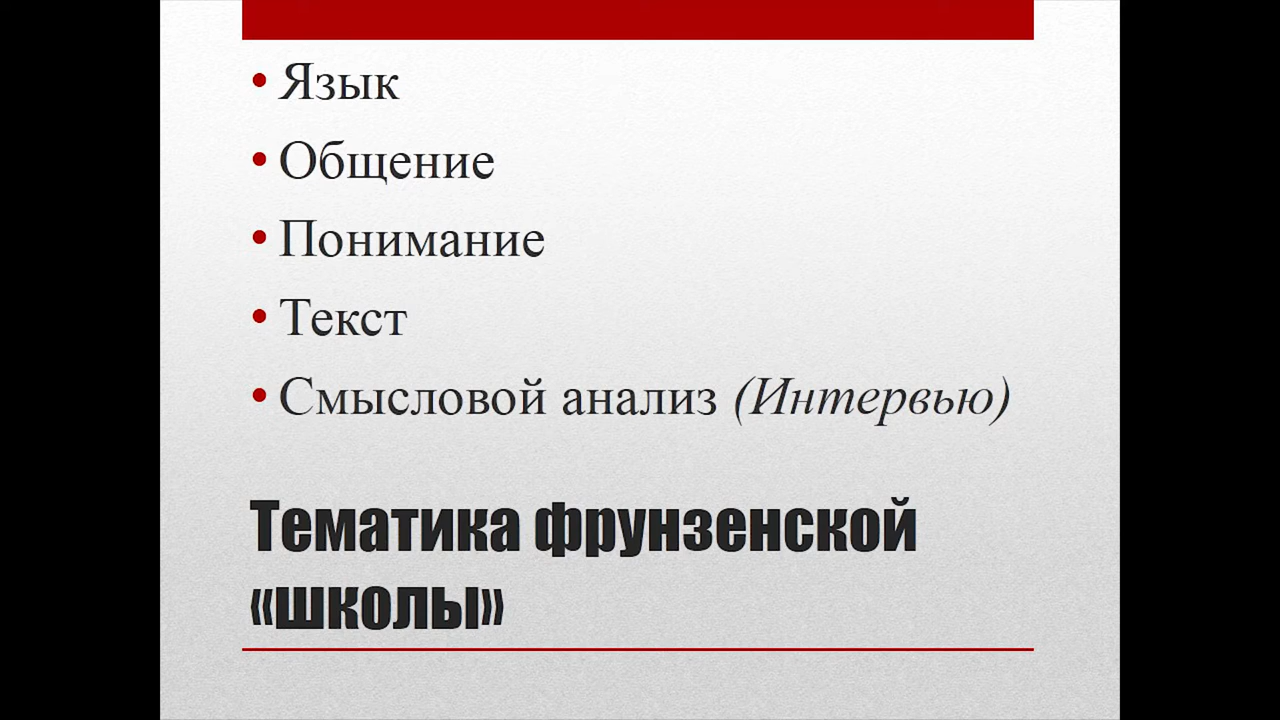 • Язык
• Общение
• Понимание
• Текст
• Смысловой анализ (Интервью)
Тематика фрунзенской
«школы»